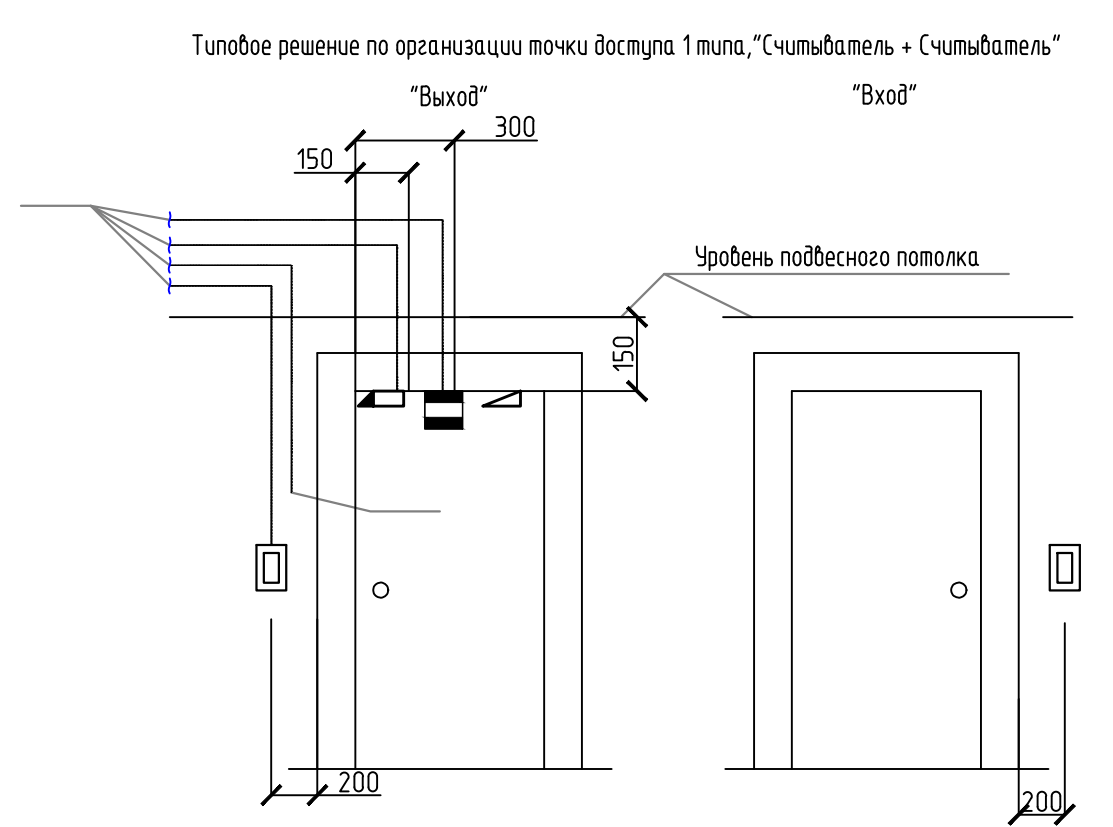 Типовое решение по организации точки доступа 1 типа,"Считыватель + Считыватель"
"Выход"
"Вход"
300
150
Уровень подвесного потолка
150
200
200